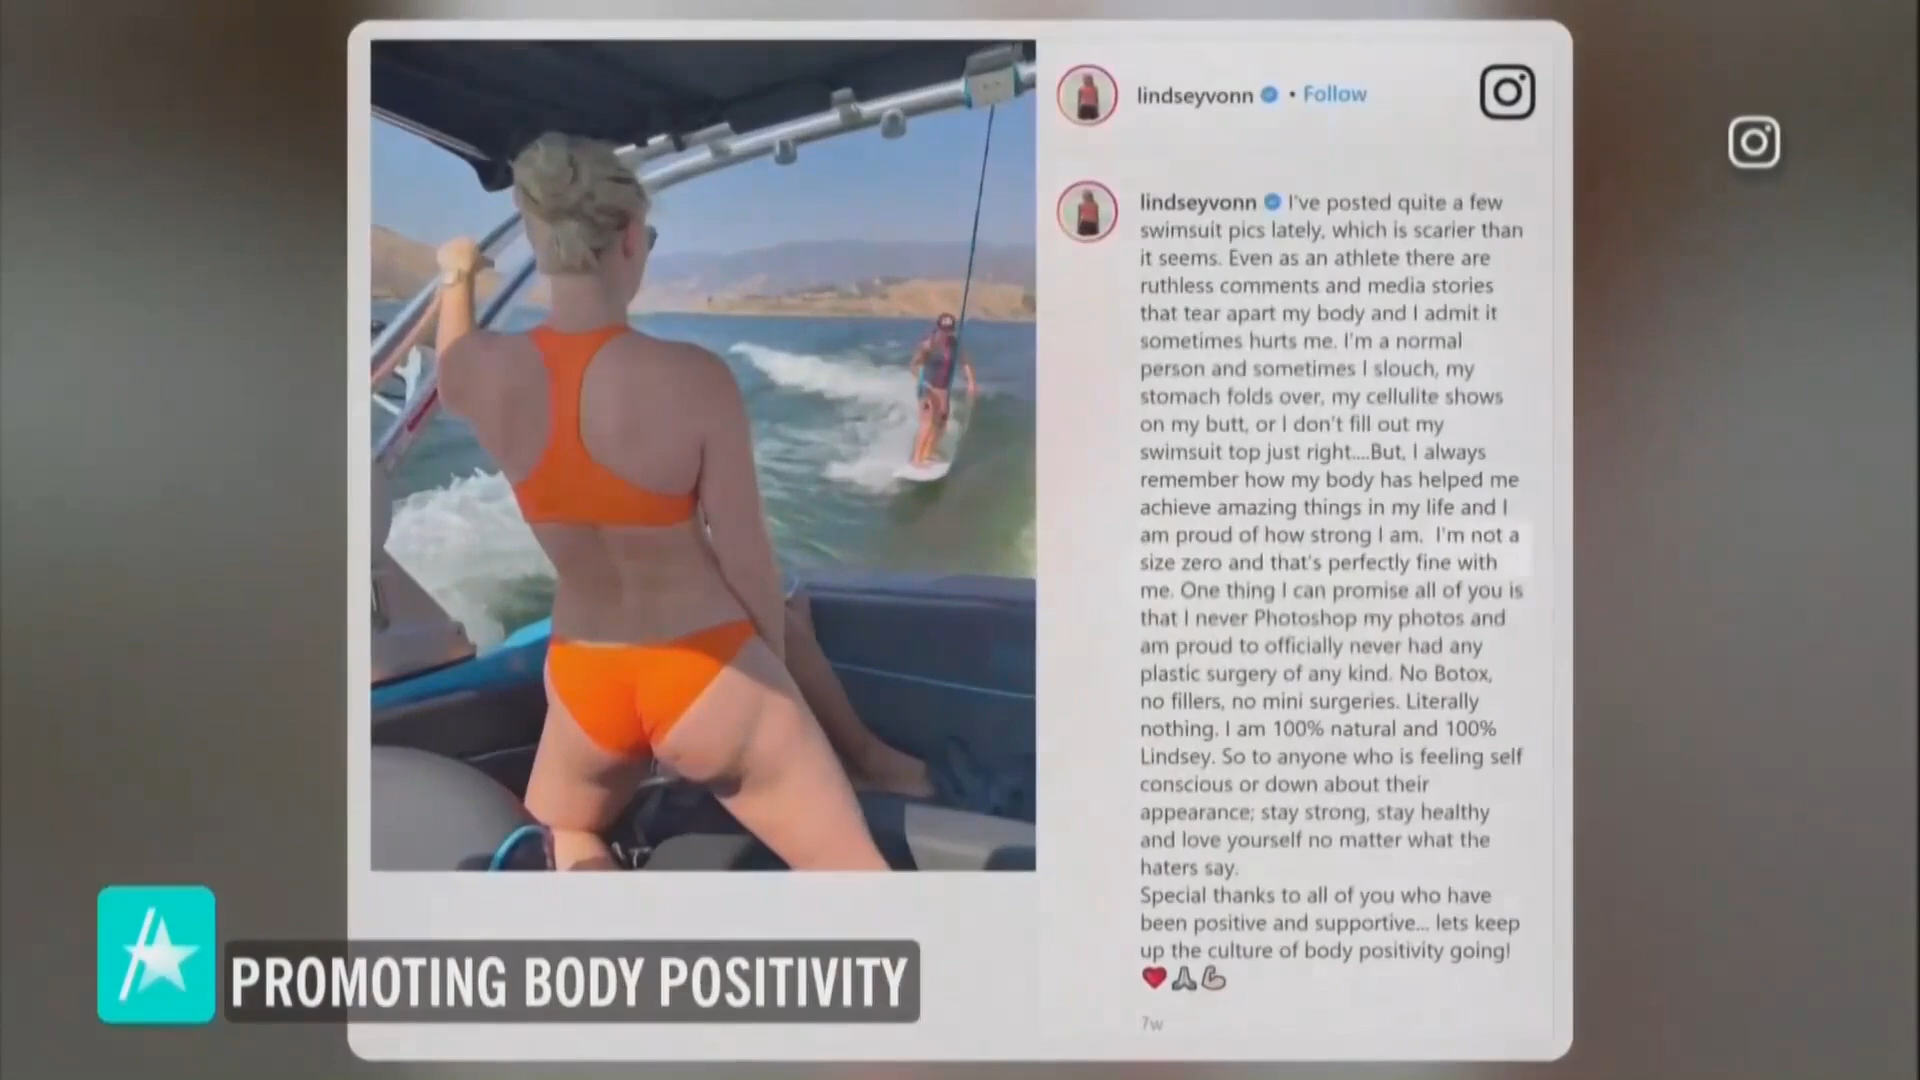 lindseyvonn • Follow
lindseyvonn I've posted quite a few
swimsuit pics lately, which is scarier than
it seems. Even as an athlete there are
ruthless comments and media stories
that tear apart my body and I admit it
sometimes hurts me. I'm a normal
person and sometimes I slouch, my
stomach folds over, my cellulite shows
on my butt, or I don't fill out my
swimsuit top just right....But, I always
remember how my body has helped me
achieve amazing things in my life and I
am proud of how strong I am. I'm not a
size zero and that's perfectly fine with
me. One thing I can promise all of you is
that I never Photoshop my photos and
am proud to officially never had any
plastic surgery of any kind. No Botox,
no fillers, no mini surgeries. Literally
nothing. I am 100% natural and 100%
Lindsey. So to anyone who is feeling self
conscious or down about their
appearance; stay strong, stay healthy
and love yourself no matter what the
haters say.
Special thanks to all of you who have
been positive and supportive... lets keep
up the culture of body positivity going!
❤️🙏💪
7w
PROMOTING BODY POSITIVITY